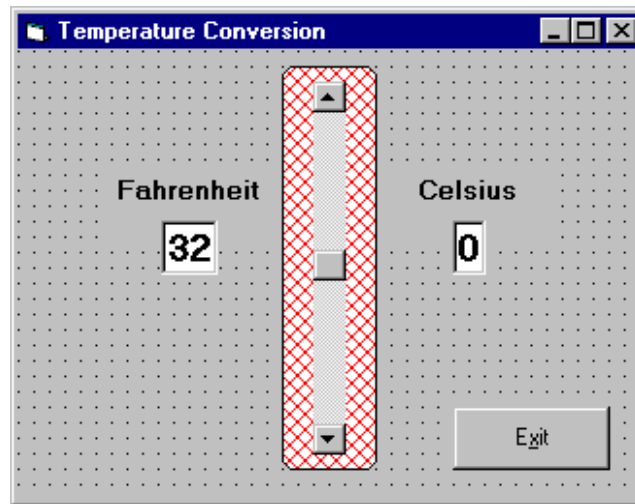 Temperature Conversion
Fahrenheit
Celsius
32
0
Exit